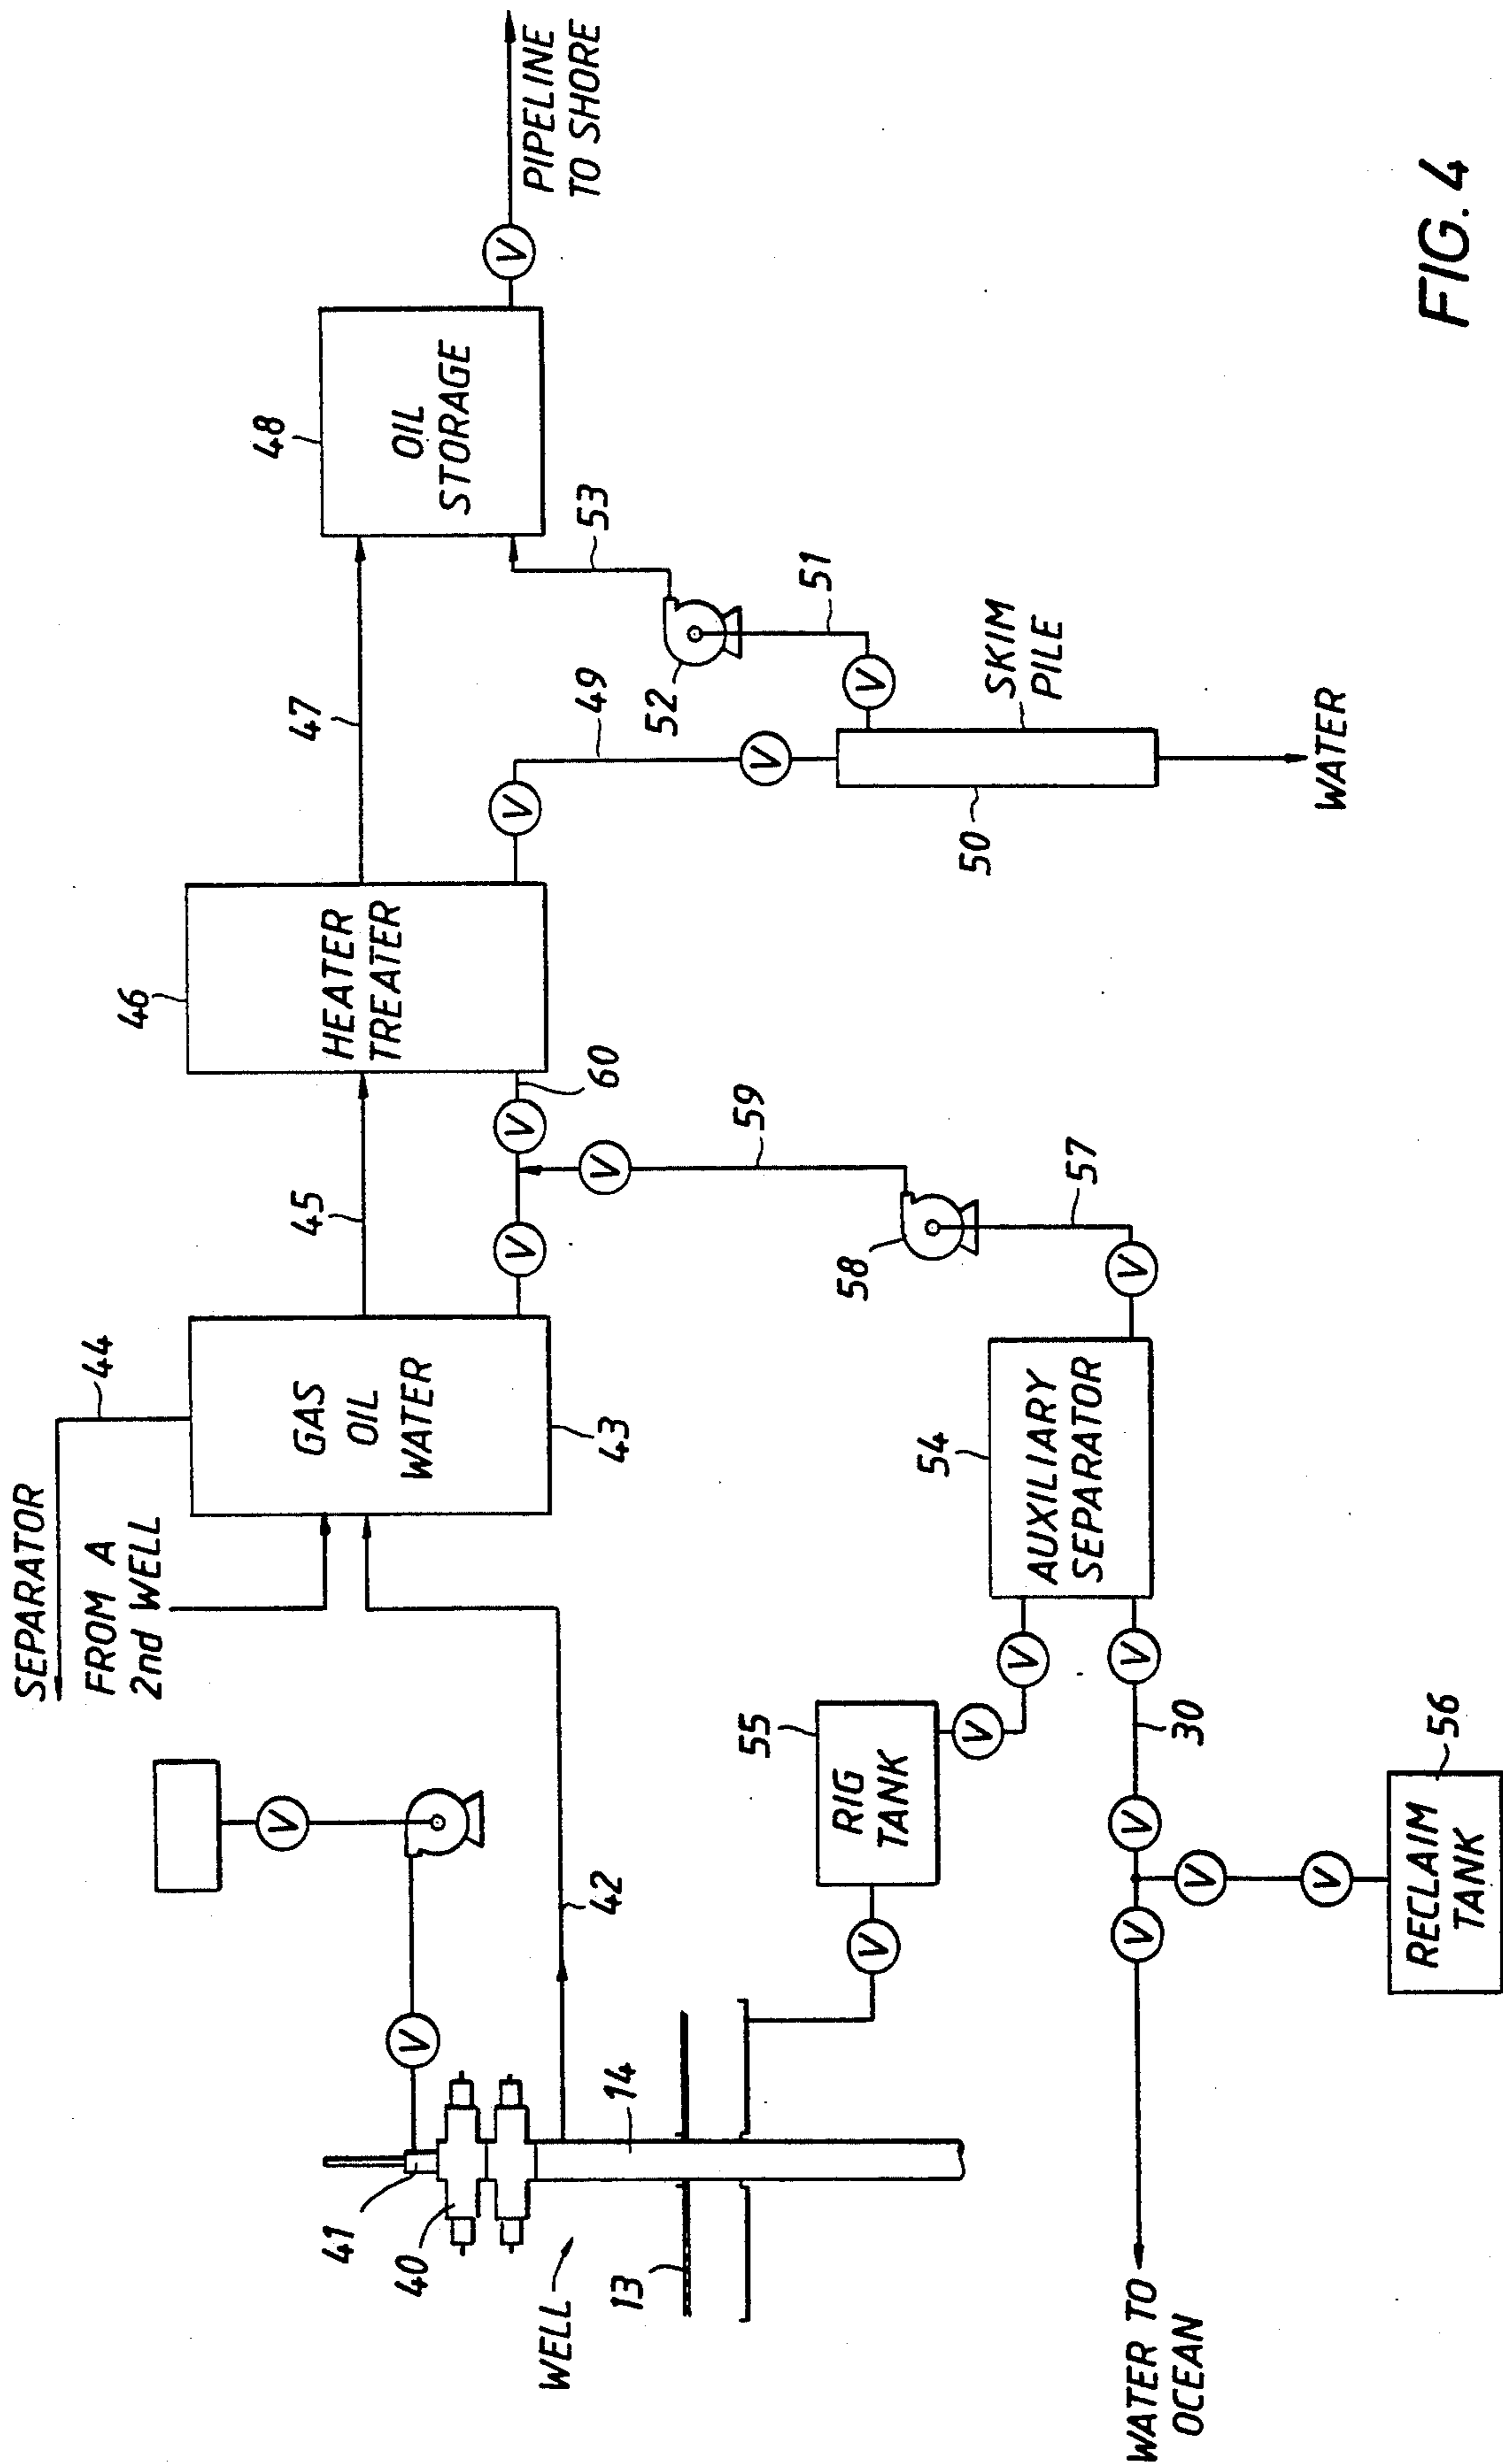 SEPARATOR
44
FROM A
2nd WELL
GAS
OIL
WATER
43
45
46
HEATER
TREATER
60
47
48
OIL
STORAGE
V
PIPELINE
TO SHORE
V
V
V
V
49
V
53
52
51
V
SKIM
PILE
50
WATER
V
V
41
40
42
WELL
14
13
59
58
57
V
V
55
RIG
TANK
V
V
54
AUXILIARY
SEPARATOR
V
30
V
V
V
V
WATER TO
OCEAN
56
RECLAIM
TANK
FIG. 4